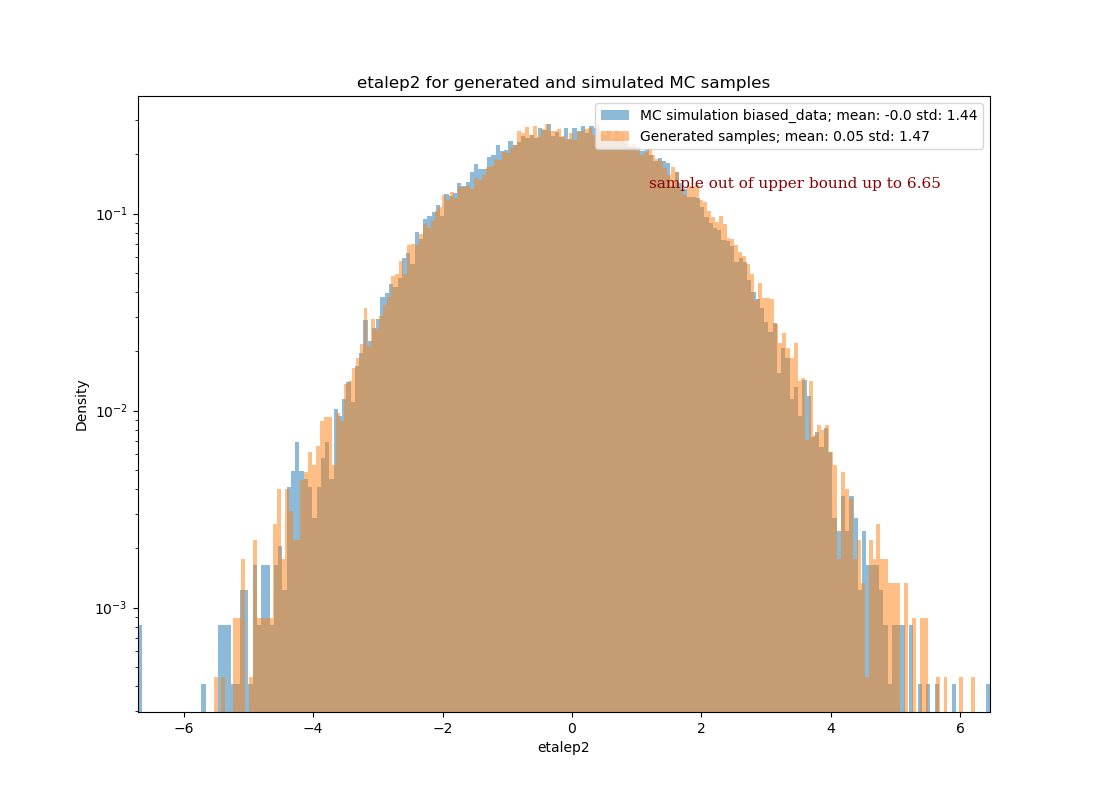 etalep2 for generated and simulated MC samples
MC simulation biased_data; mean: -0.0 std: 1.44
Generated samples; mean: 0.05 std: 1.47
sample out of upper bound up to 6.65
Density
10⁻¹
10⁻²
10⁻³
−6 −4 −2 0 2 4 6
etalep2